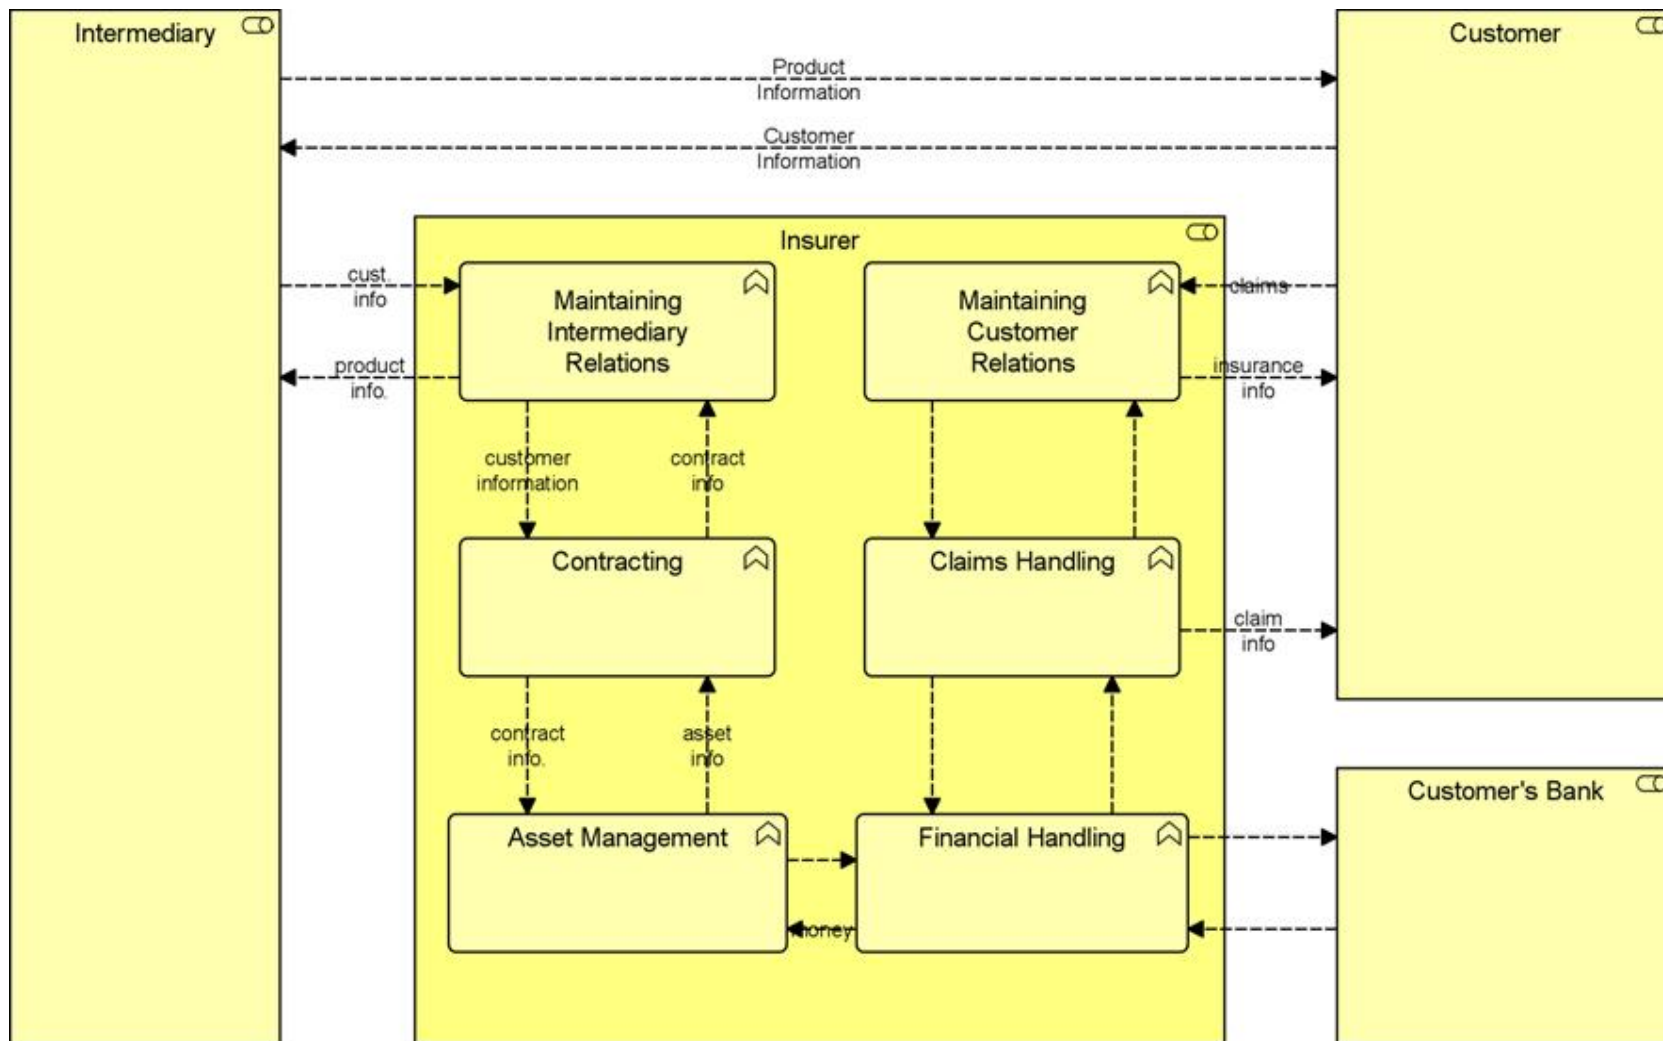 Intermediary
Customer
Product
Information
Customer
Information
Insurer
cust.
info
Maintaining
Intermediary
Relations
Maintaining
Customer
Relations
claims
product
info.
insurance
info
customer
information
contract
info
Contracting
Claims Handling
claim
info
contract
info.
asset
info
Customer's Bank
Asset Management
Financial Handling
money